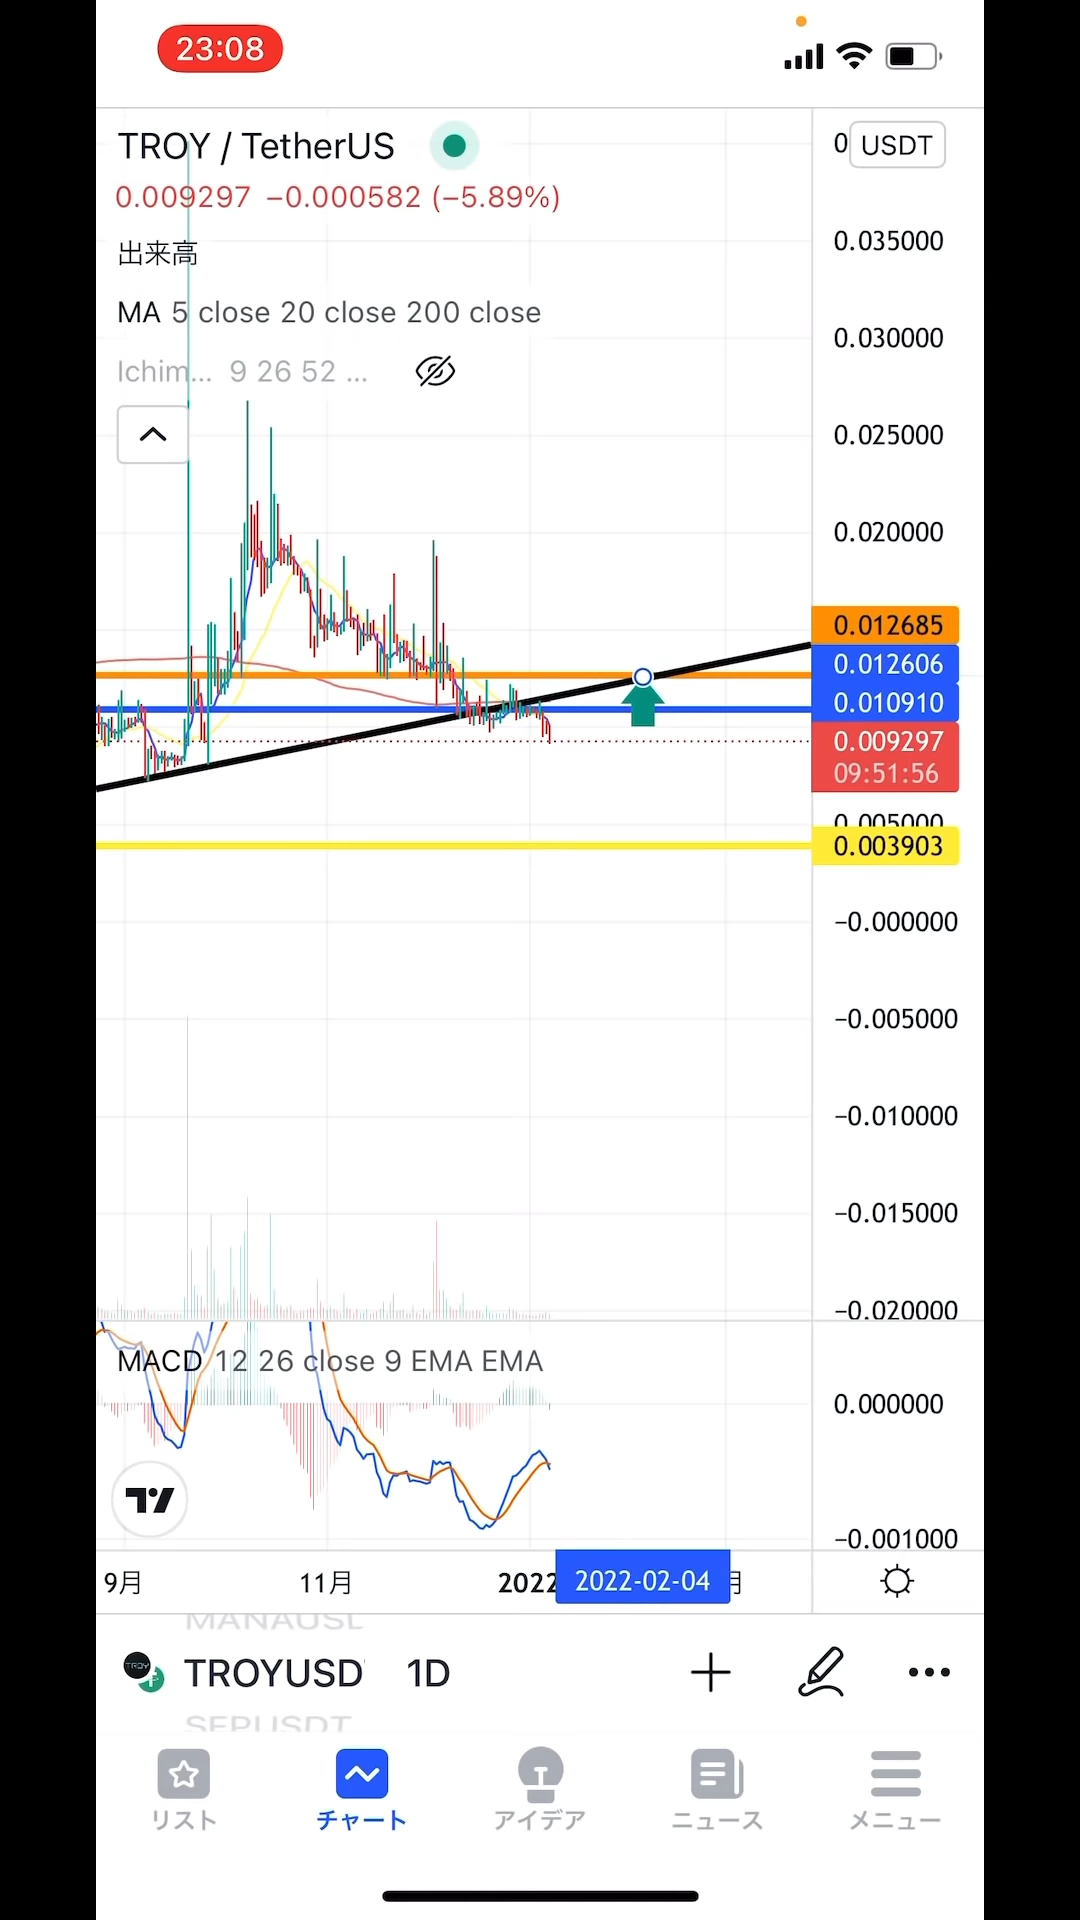 23:08
TROY / TetherUS
0.009297 −0.000582 (−5.89%)
出来高
MA 5 close 20 close 200 close
Ichim... 9 26 52 ...
0 USDT
0.035000
0.030000
0.025000
0.020000
0.012685
0.012606
0.010910
0.009297
09:51:56
0.005000
0.003903
−0.000000
−0.005000
−0.010000
−0.015000
−0.020000
MACD 12 26 close 9 EMA EMA
0.000000
−0.001000
9月 11月 2022 2022-02-04 月
MANAUSD
TROYUSD 1D
SFPUSDT
リスト チャート アイデア ニュース メニュー